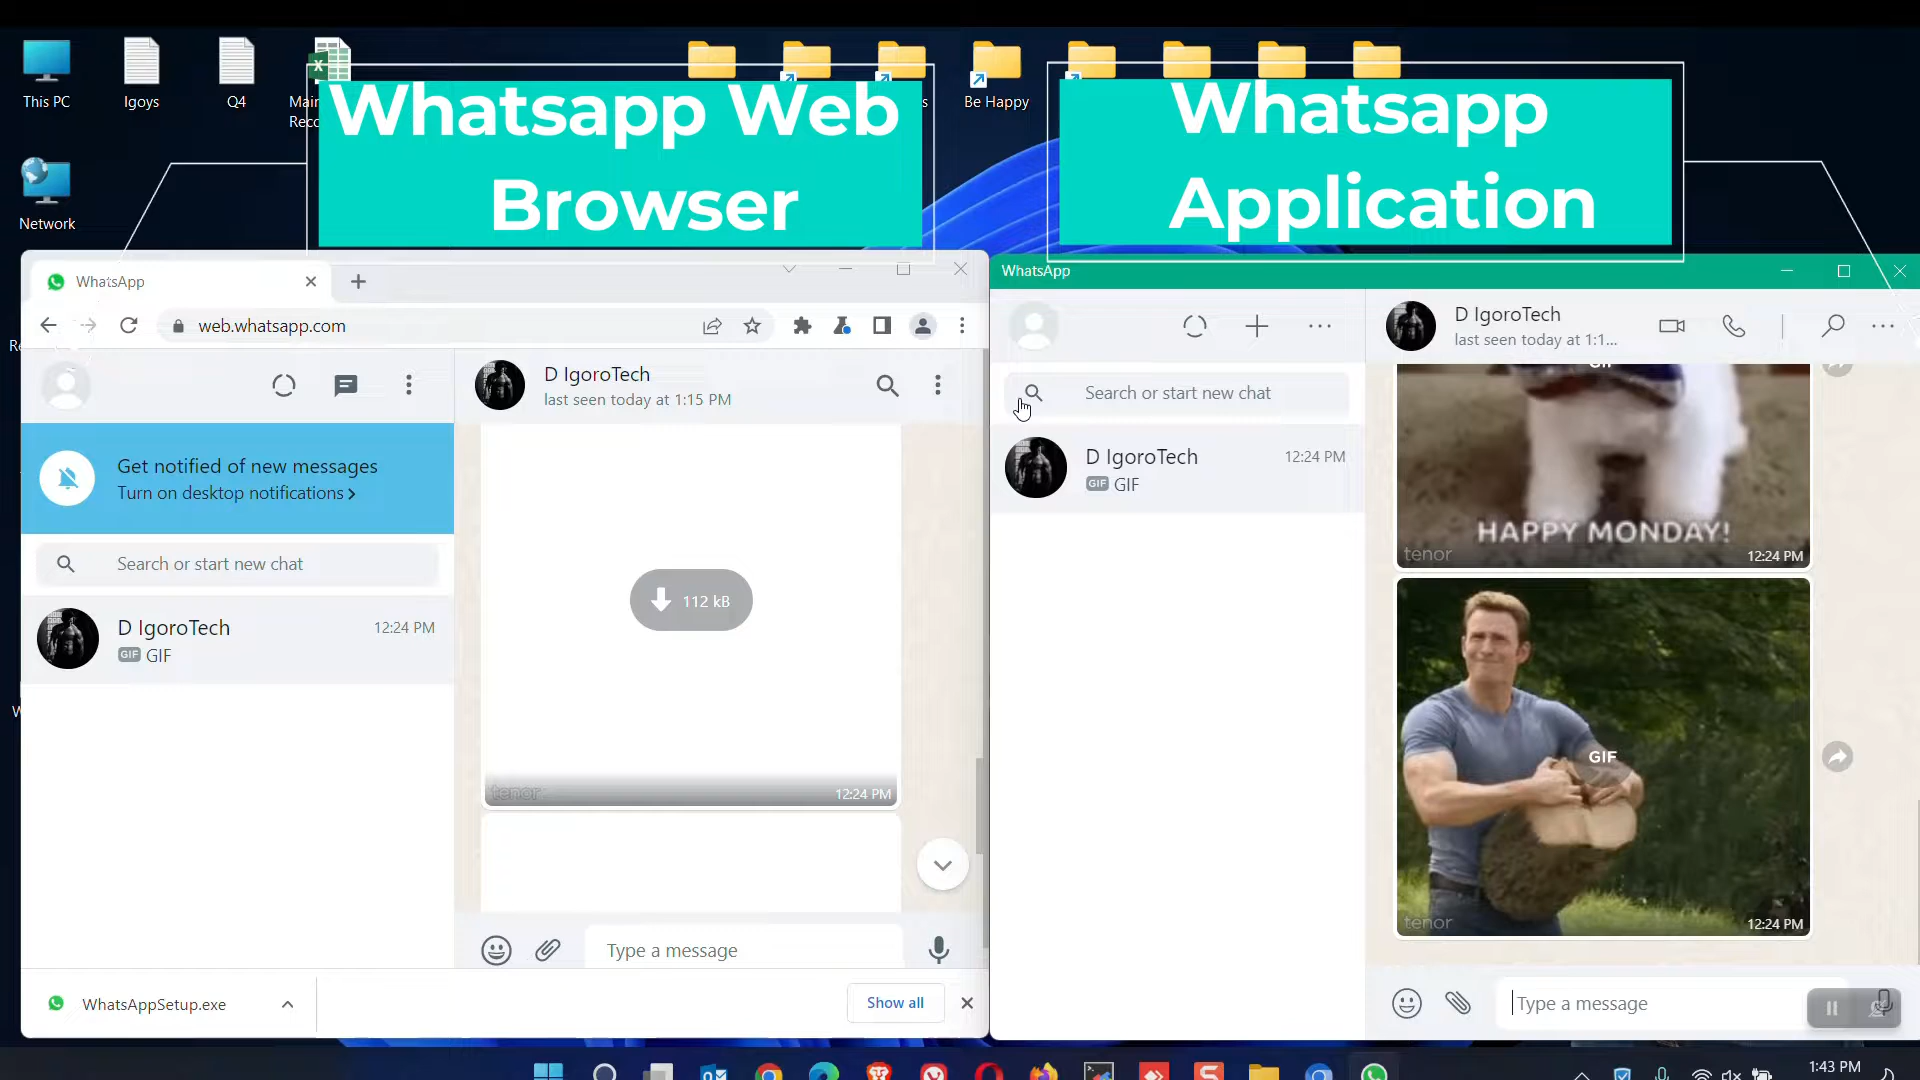 This PC
Igoys
Q4
Be Happy
Network
Whatsapp Web
Browser
Whatsapp
Application
WhatsApp
web.whatsapp.com
D IgoroTech
last seen today at 1:15 PM
Get notified of new messages
Turn on desktop notifications >
Search or start new chat
D IgoroTech
12:24 PM
GIF GIF
112 kB
tenor
12:24 PM
Type a message
WhatsAppSetup.exe
Show all
WhatsApp
D IgoroTech
last seen today at 1:1...
Search or start new chat
D IgoroTech
12:24 PM
GIF GIF
HAPPY MONDAY!
tenor
12:24 PM
GIF
tenor
12:24 PM
Type a message
1:43 PM